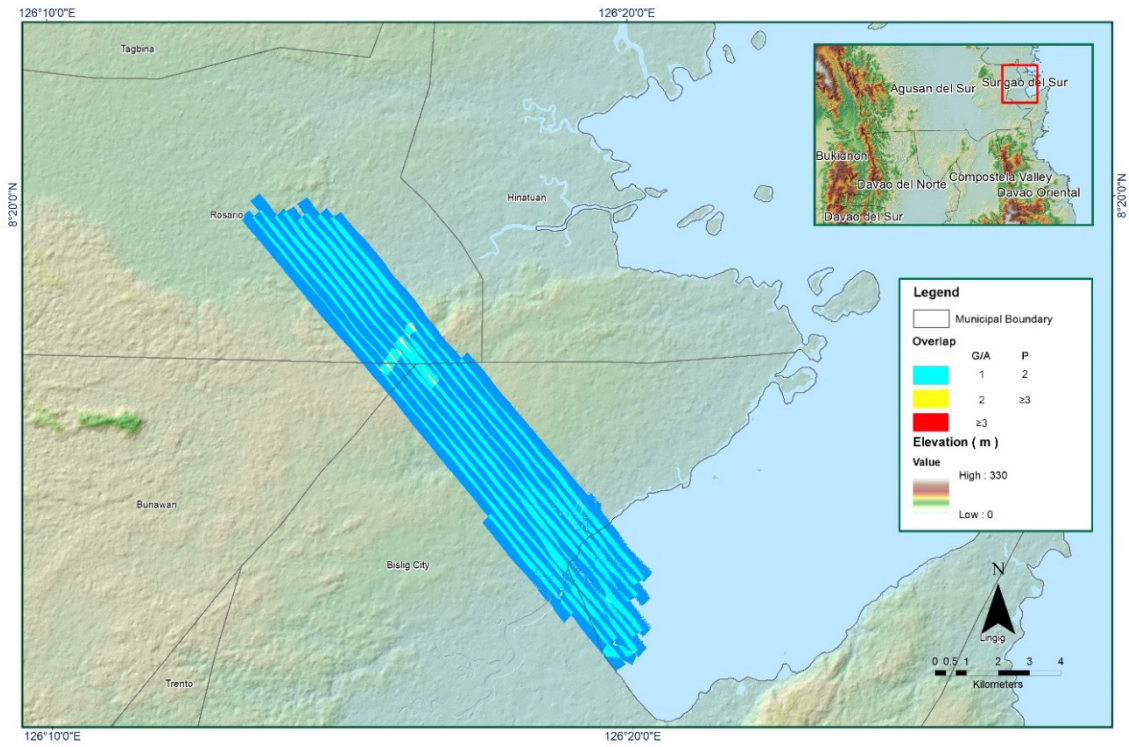 126°10'0"E
126°20'0"E
Tagbina
Hinatuan
Rosario
8°20'0"N
8°20'0"N
Agusan del Sur
Surigao del Sur
Bukidnon
Compostela Valley
Davao del Norte
Davao Oriental
Davao del Sur
Legend
Municipal Boundary
Overlap
G/A P
1 2
2 ≥3
≥3
Elevation ( m )
Value
High : 330
Low : 0
Bunawan
Bislig City
Trento
N
Lingig
0 0.5 1 2 3 4
Kilometers
126°10'0"E
126°20'0"E